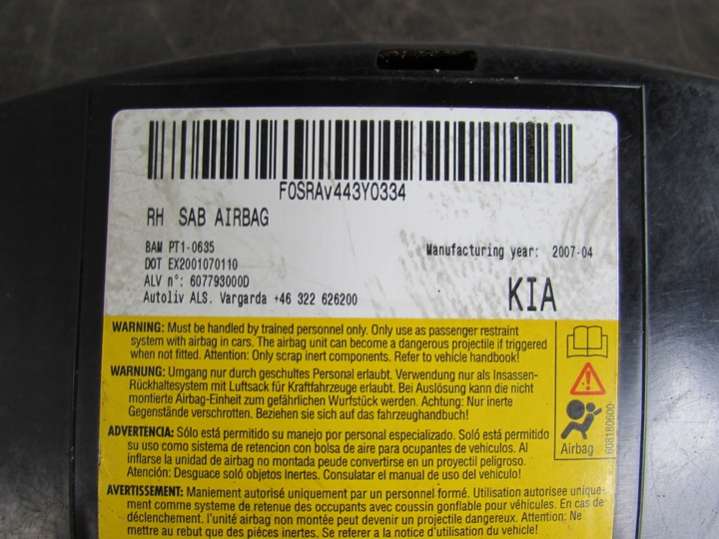 F0SRAv443Y0334
RH SAB AIRBAG
BAM PT1-0635
DOT EX2001070110
ALV n°: 607793000D
Autoliv ALS. Vargarda +46 322 626200
Manufacturing year: 2007-04
KIA
WARNING: Must be handled by trained personnel only. Only use as passenger restraint
system with airbag in cars. The airbag unit can become a dangerous projectile if triggered
when not fitted. Attention: Only scrap inert components. Refer to vehicle handbook!
WARNUNG: Umgang nur durch geschultes Personal erlaubt. Verwendung nur als Insassen-
Rückhaltesystem mit Luftsack für Kraftfahrzeuge erlaubt. Bei Auslösung kann die nicht
montierte Airbag-Einheit zum gefährlichen Wurfstück werden. Achtung: Nur inerte
Gegenstände verschrotten. Beziehen sie sich auf das fahrzeughandbuch!
ADVERTENCIA: Sólo está permitido su manejo por personal especializado. Soló está permitido
su uso como sistema de retencion con bolsa de aire para ocupantes de vehículos. Al
inflarse la unidad de airbag no montada peude convertirse en un proyectil peligroso.
Atención: Desguace soló objetos Inertes. Consulatar el manual de uso del vehículo!
AVERTISSEMENT: Maniement autorisé uniquement par un personnel formé. Utilisation autorisee unique-
ment comme systeme de retenue des occupants avec coussin gonflable pour véhicules. En cas de
déclenchement. l'unité airbag non montée peut devenir un projectile dangereux. Attention: Ne
mettre au rebut que des piéces inertes. Se referer a la notice d'utilisation du vehicule!
Airbag
608180600